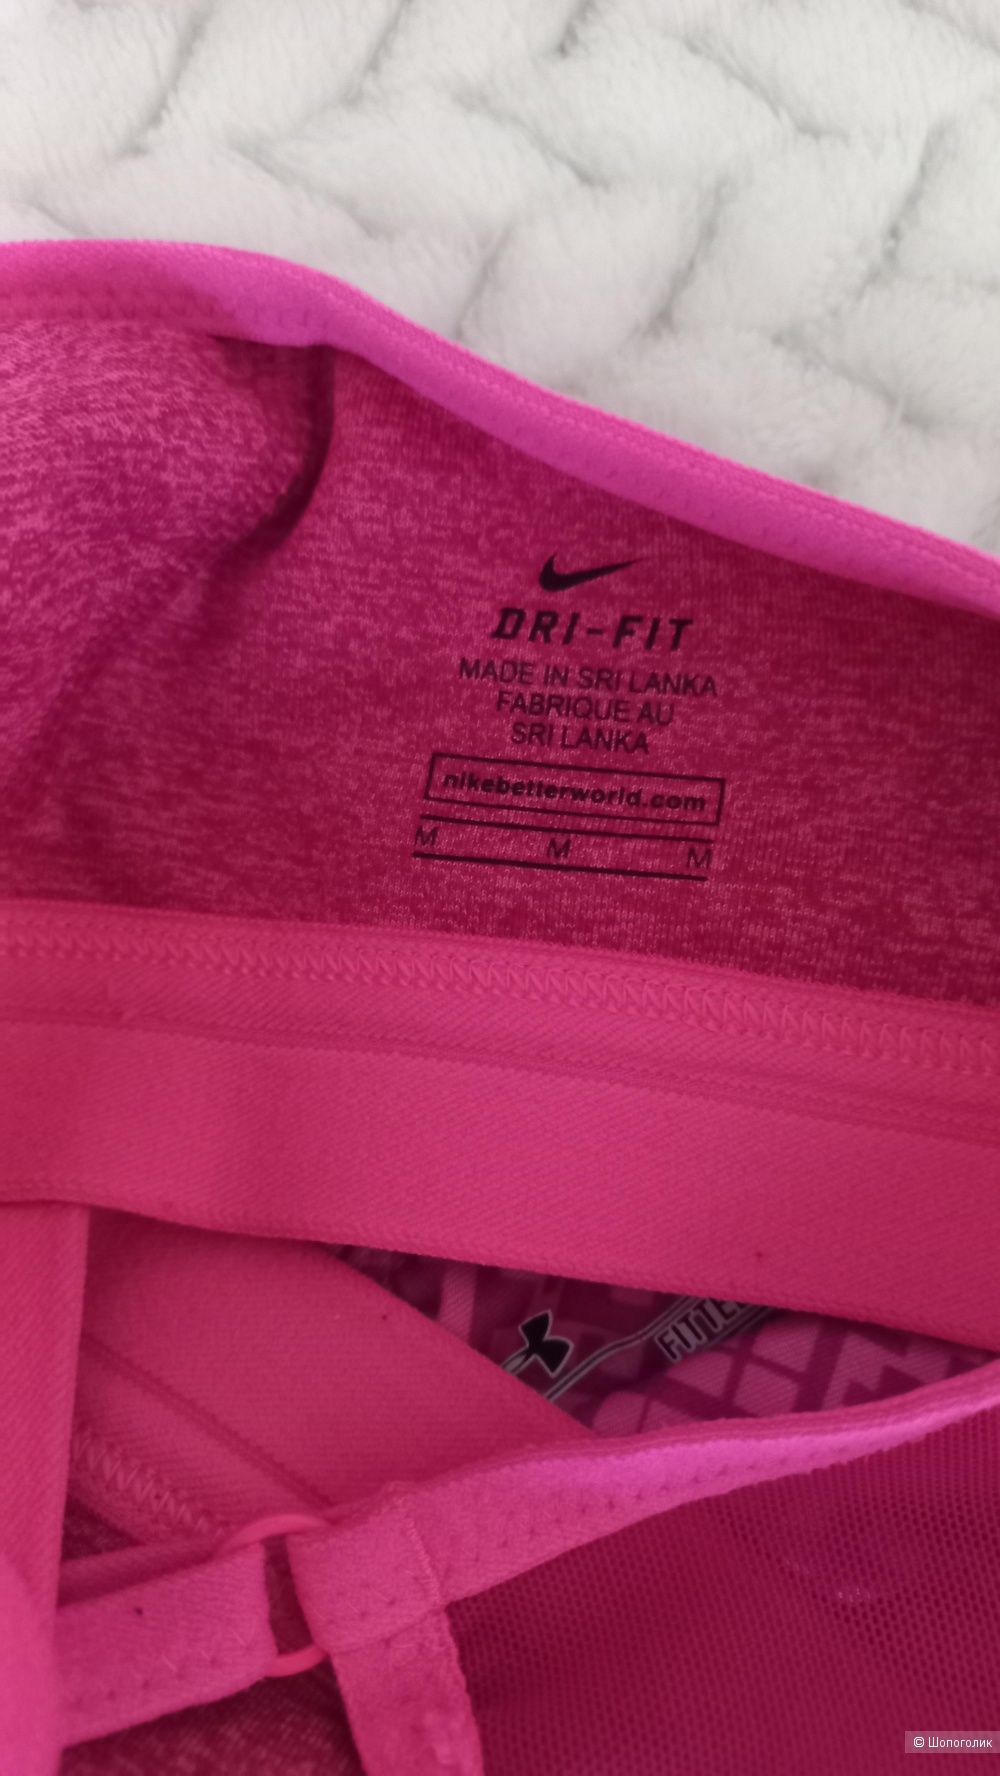 DRI-FIT
MADE IN SRI LANKA
FABRIQUE AU
SRI LANKA
nikebetterworld.com
M M M
© Шопоголик